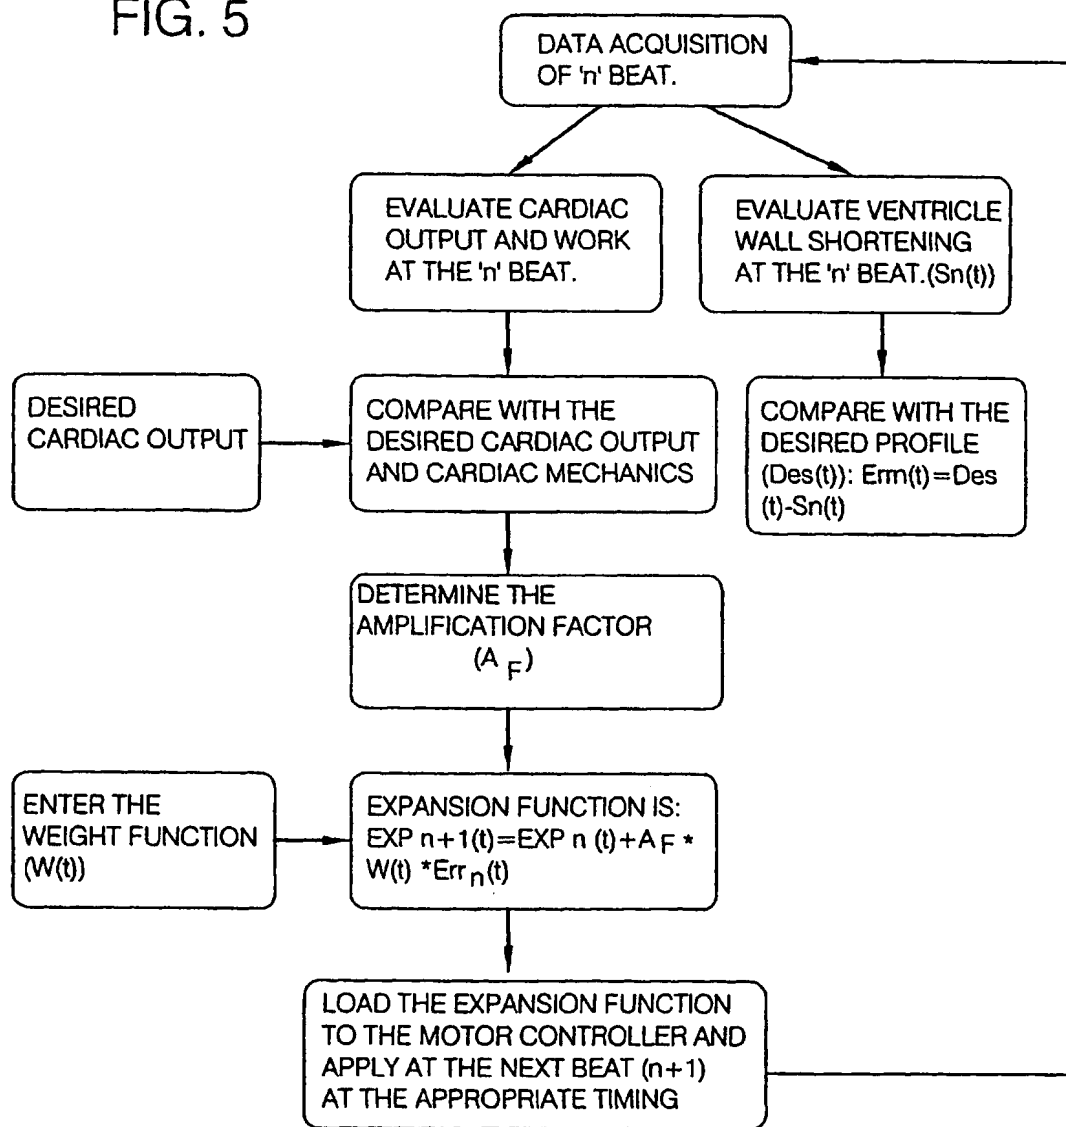 FIG. 5
DATA ACQUISITION
OF 'n' BEAT.
EVALUATE CARDIAC
OUTPUT AND WORK
AT THE 'n' BEAT.
EVALUATE VENTRICLE
WALL SHORTENING
AT THE 'n' BEAT.(Sn(t))
DESIRED
CARDIAC OUTPUT
COMPARE WITH THE
DESIRED CARDIAC OUTPUT
AND CARDIAC MECHANICS
COMPARE WITH THE
DESIRED PROFILE
(Des(t)): Errn(t)=Des
(t)-Sn(t)
DETERMINE THE
AMPLIFICATION FACTOR
(A F)
ENTER THE
WEIGHT FUNCTION
(W(t))
EXPANSION FUNCTION IS:
EXP n+1(t)=EXP n (t)+A F *
W(t) *Err n(t)
LOAD THE EXPANSION FUNCTION
TO THE MOTOR CONTROLLER AND
APPLY AT THE NEXT BEAT (n+1)
AT THE APPROPRIATE TIMING